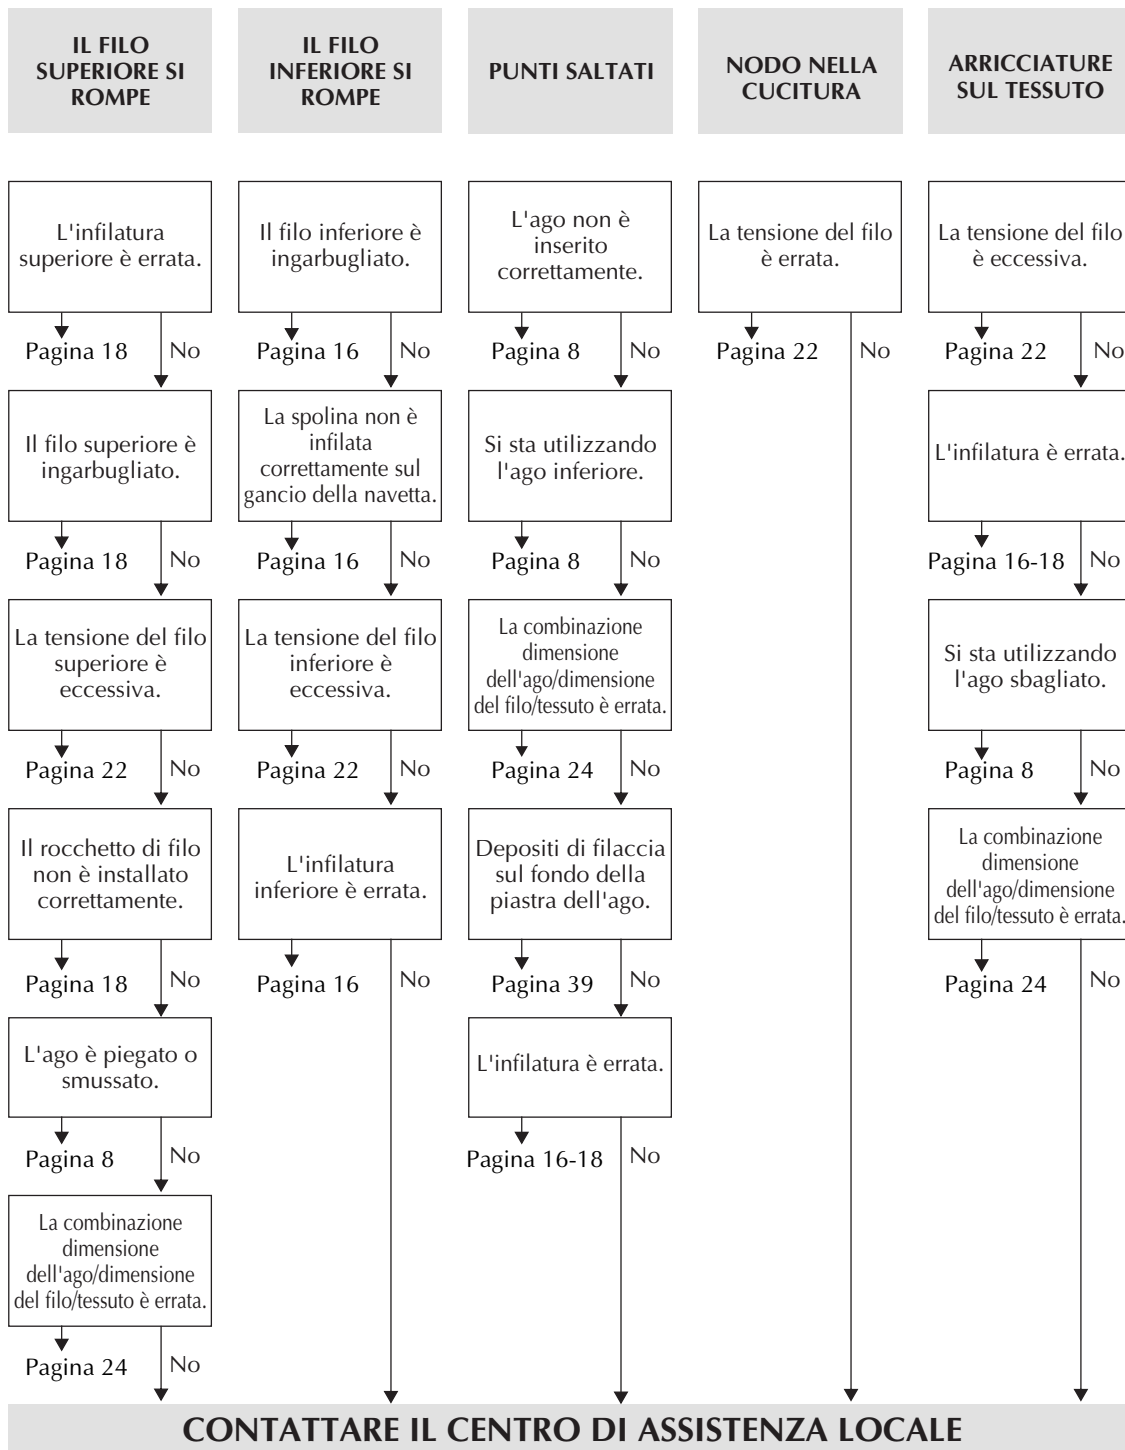 IL FILO
SUPERIORE SI
ROMPE
L'infilatura
superiore è errata.
Pagina 18
No
Il filo superiore è
ingarbugliato.
Pagina 18
No
La tensione del filo
superiore è
eccessiva.
Pagina 22
No
Il rocchetto di filo
non è installato
correttamente.
Pagina 18
No
L'ago è piegato o
smussato.
Pagina 8
No
La combinazione
dimensione
dell'ago/dimensione
del filo/tessuto è errata.
Pagina 24
No
IL FILO
INFERIORE SI
ROMPE
Il filo inferiore è
ingarbugliato.
Pagina 16
No
La spolina non è
infilata
correttamente sul
gancio della navetta.
Pagina 16
No
La tensione del filo
inferiore è
eccessiva.
Pagina 22
No
L'infilatura
inferiore è errata.
Pagina 16
No
PUNTI SALTATI
L'ago non è
inserito
correttamente.
Pagina 8
No
Si sta utilizzando
l'ago inferiore.
Pagina 8
No
La combinazione
dimensione
dell'ago/dimensione
del filo/tessuto è errata.
Pagina 24
No
Depositi di filaccia
sul fondo della
piastra dell'ago.
Pagina 39
No
L'infilatura è errata.
Pagina 16-18
No
NODO NELLA
CUCITURA
La tensione del filo
è errata.
Pagina 22
No
ARRICCIATURE
SUL TESSUTO
La tensione del filo
è eccessiva.
Pagina 22
No
L'infilatura è errata.
Pagina 16-18
No
Si sta utilizzando
l'ago sbagliato.
Pagina 8
No
La combinazione
dimensione
dell'ago/dimensione
del filo/tessuto è errata.
Pagina 24
No
CONTATTARE IL CENTRO DI ASSISTENZA LOCALE